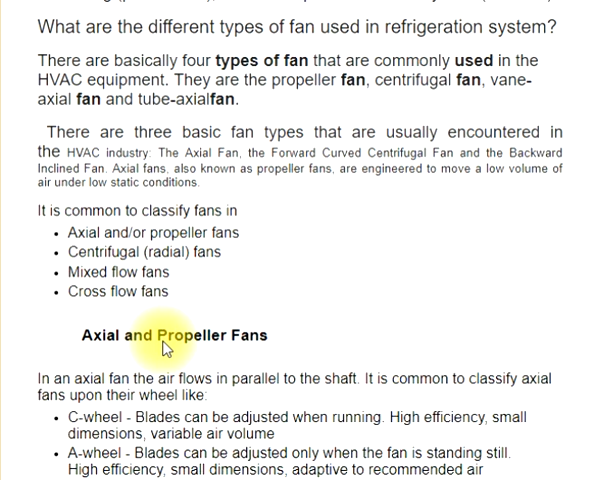 What are the different types of fan used in refrigeration system?
There are basically four types of fan that are commonly used in the
HVAC equipment. They are the propeller fan, centrifugal fan, vane-
axial fan and tube-axialfan.
There are three basic fan types that are usually encountered in
the HVAC industry: The Axial Fan, the Forward Curved Centrifugal Fan and the Backward
Inclined Fan. Axial fans, also known as propeller fans, are engineered to move a low volume of
air under low static conditions.
It is common to classify fans in
• Axial and/or propeller fans
• Centrifugal (radial) fans
• Mixed flow fans
• Cross flow fans
Axial and Propeller Fans
In an axial fan the air flows in parallel to the shaft. It is common to classify axial
fans upon their wheel like:
• C-wheel - Blades can be adjusted when running. High efficiency, small
dimensions, variable air volume
• A-wheel - Blades can be adjusted only when the fan is standing still.
High efficiency, small dimensions, adaptive to recommended air